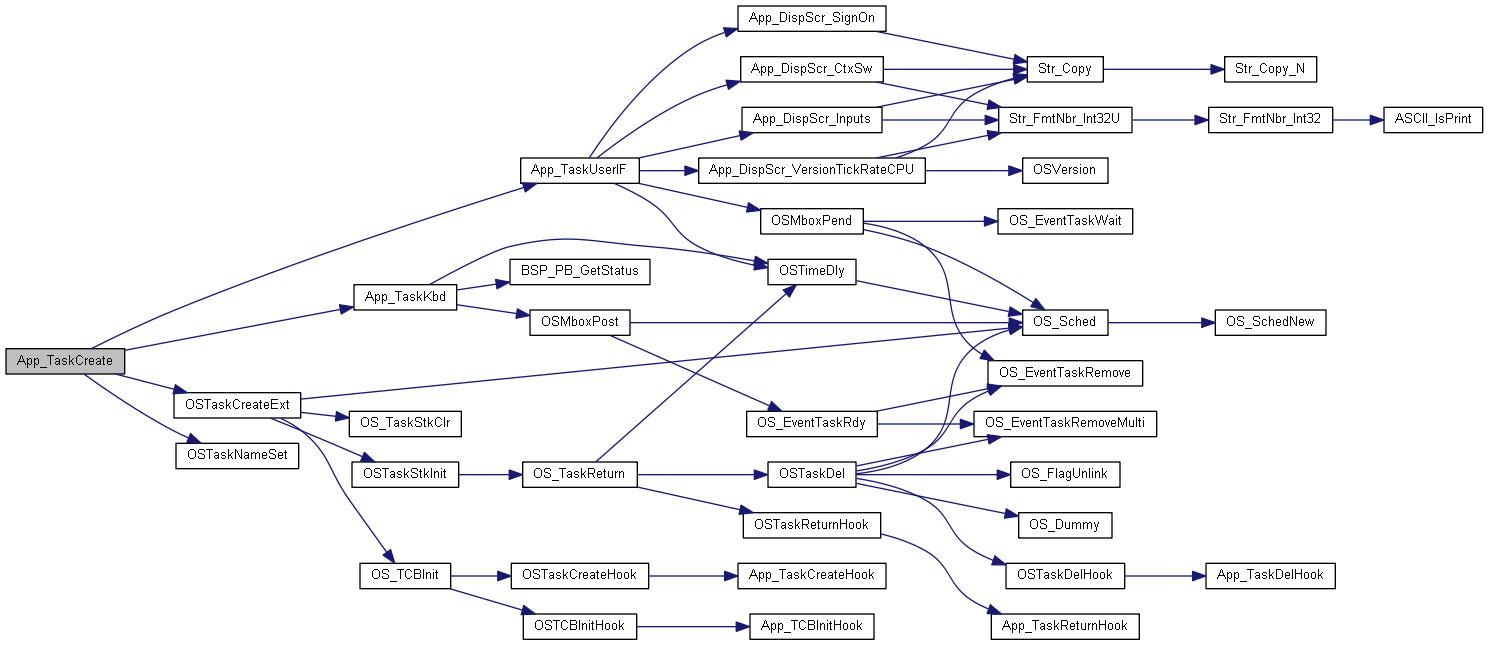 App_DispScr_SignOn
App_DispScr_CtxSw
Str_Copy
Str_Copy_N
App_DispScr_Inputs
Str_FmtNbr_Int32U
Str_FmtNbr_Int32
ASCII_IsPrint
App_TaskUserIF
App_DispScr_VersionTickRateCPU
OSVersion
OSMboxPend
OS_EventTaskWait
BSP_PB_GetStatus
OSTimeDly
App_TaskKbd
OSMboxPost
OS_Sched
OS_SchedNew
App_TaskCreate
OS_EventTaskRemove
OSTaskCreateExt
OS_TaskStkClr
OS_EventTaskRdy
OS_EventTaskRemoveMulti
OSTaskNameSet
OSTaskStkInit
OS_TaskReturn
OSTaskDel
OS_FlagUnlink
OSTaskReturnHook
OS_Dummy
OS_TCBInit
OSTaskCreateHook
App_TaskCreateHook
OSTaskDelHook
App_TaskDelHook
OSTCBInitHook
App_TCBInitHook
App_TaskReturnHook